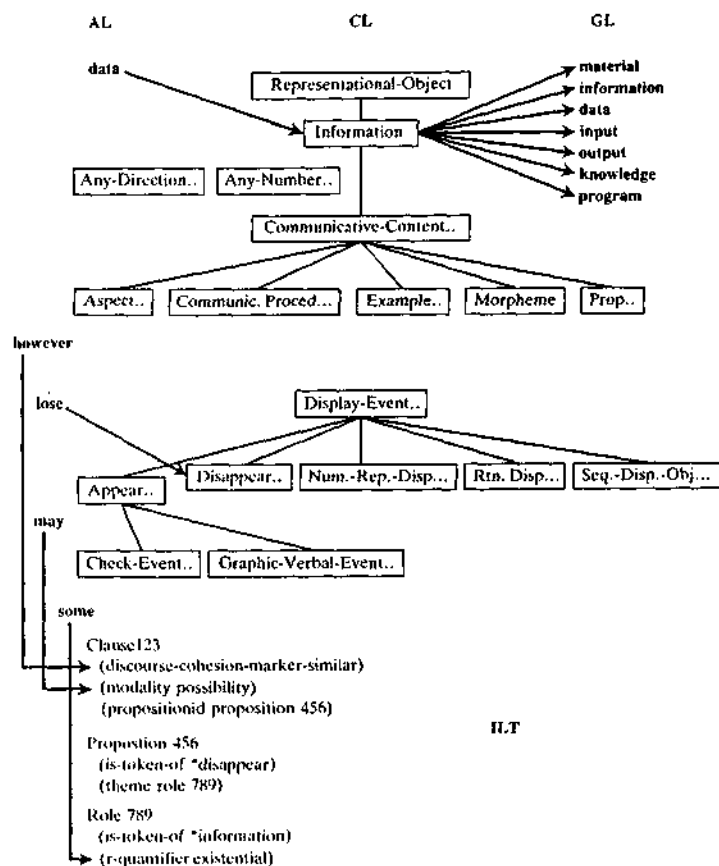 AL CL GL
data
Representational-Object
Information
material
information
data
input
output
knowledge
program
Any-Direction.. Any-Number..
Communicative-Content..
Aspect.. Communic. Proced... Example.. Morpheme Prop..
however
lose
Display-Event..
Appear.. Disappear.. Num.-Rep.-Disp... Rtn. Disp... Seq.-Disp.-Obj...
may
Check-Event.. Graphic-Verbal-Event..
some
Clause123
(discourse-cohesion-marker-similar)
(modality possibility)
(propositionid proposition 456)
ILT
Propostion 456
(is-token-of *disappear)
(theme role 789)
Role 789
(is-token-of *information)
(r-quantifier existential)